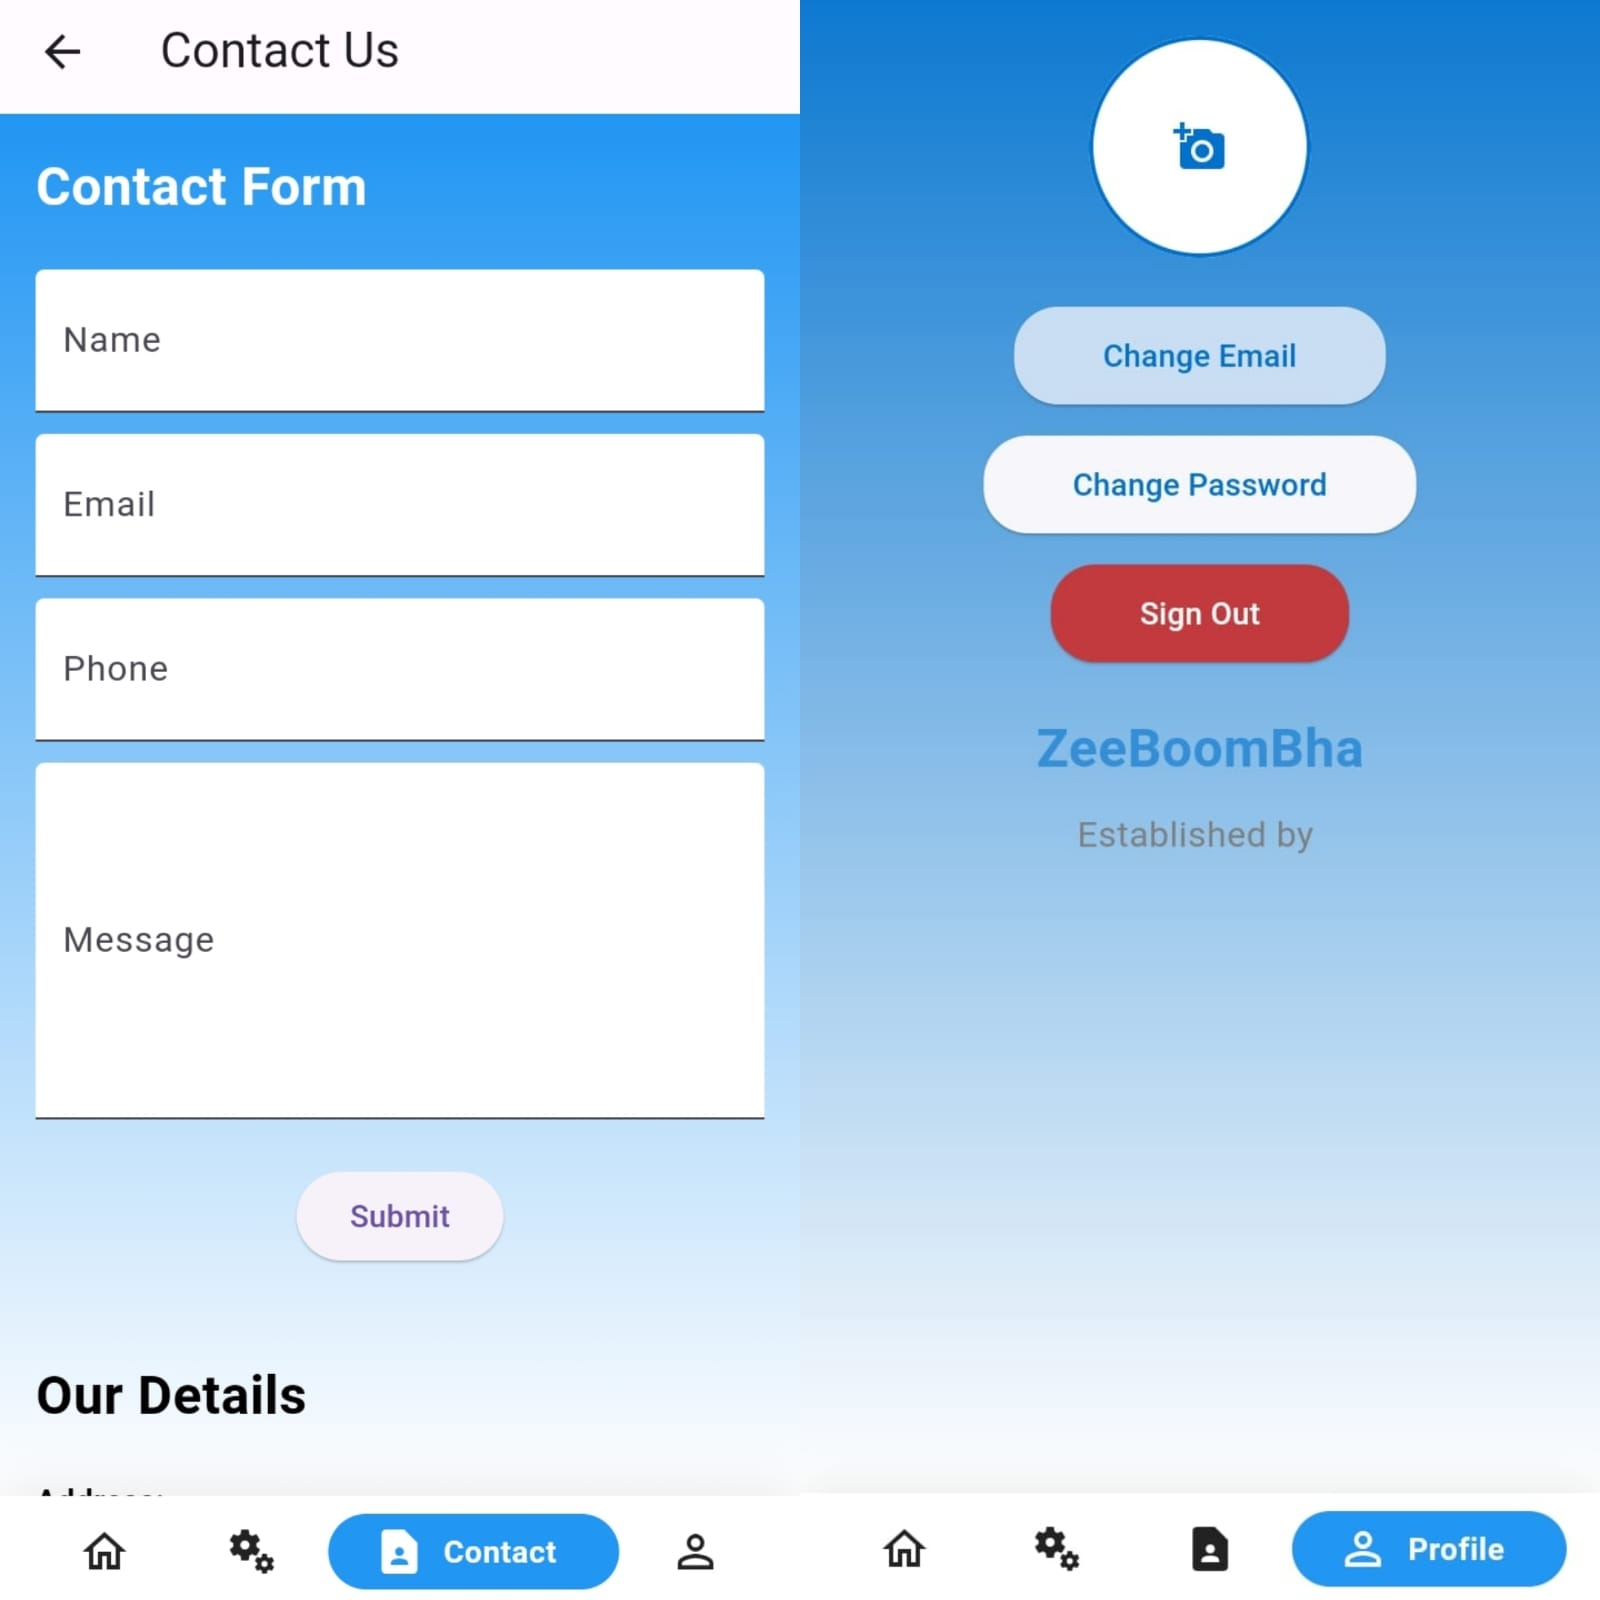 Contact Us
Contact Form
Name
Email
Phone
Message
Submit
Our Details
Contact
Change Email
Change Password
Sign Out
ZeeBoomBha
Established by
Profile